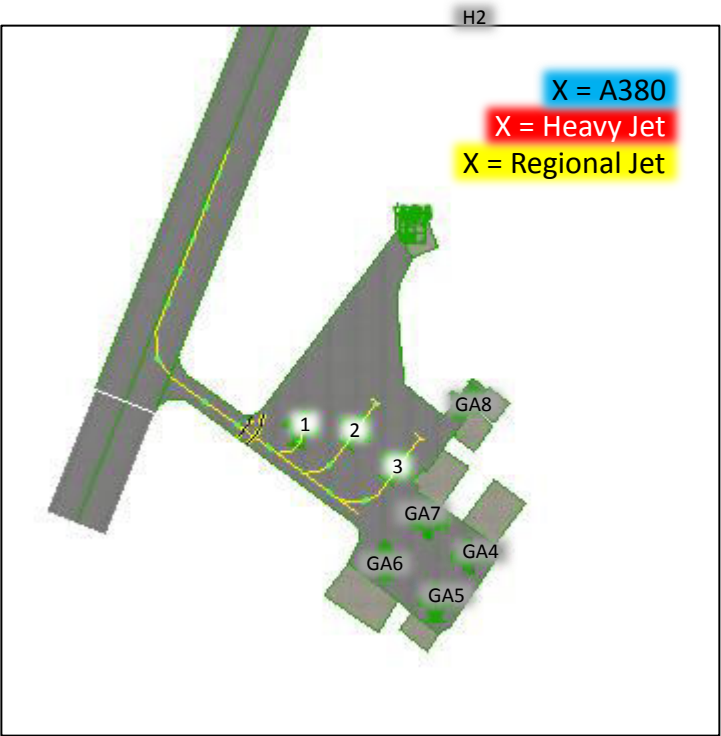 H2
X = A380
X = Heavy Jet
X = Regional Jet
GA8
1
2
3
GA7
GA4
GA6
GA5